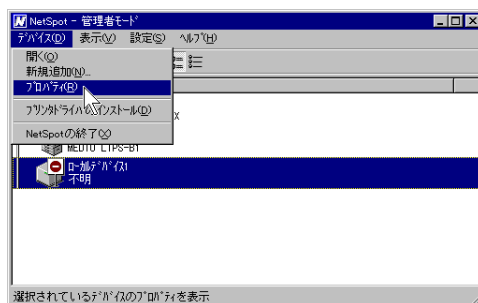 NetSpot - 管理者モード
ﾃﾞﾊﾞｲｽ(D) 表示(V) 設定(S) ﾍﾙﾌﾟ(H)
開く(O)
新規追加(N)...
ﾌﾟﾛﾊﾟﾃｨ(R)
ﾌﾟﾘﾝﾀﾄﾞﾗｲﾊﾞのｲﾝｽﾄｰﾙ(D)
X
NetSpotの終了(X)
MEDIO LIPS-B1
ﾛｰｶﾙﾃﾞﾊﾞｲｽ1
不明
選択されているﾃﾞﾊﾞｲｽのﾌﾟﾛﾊﾟﾃｨを表示